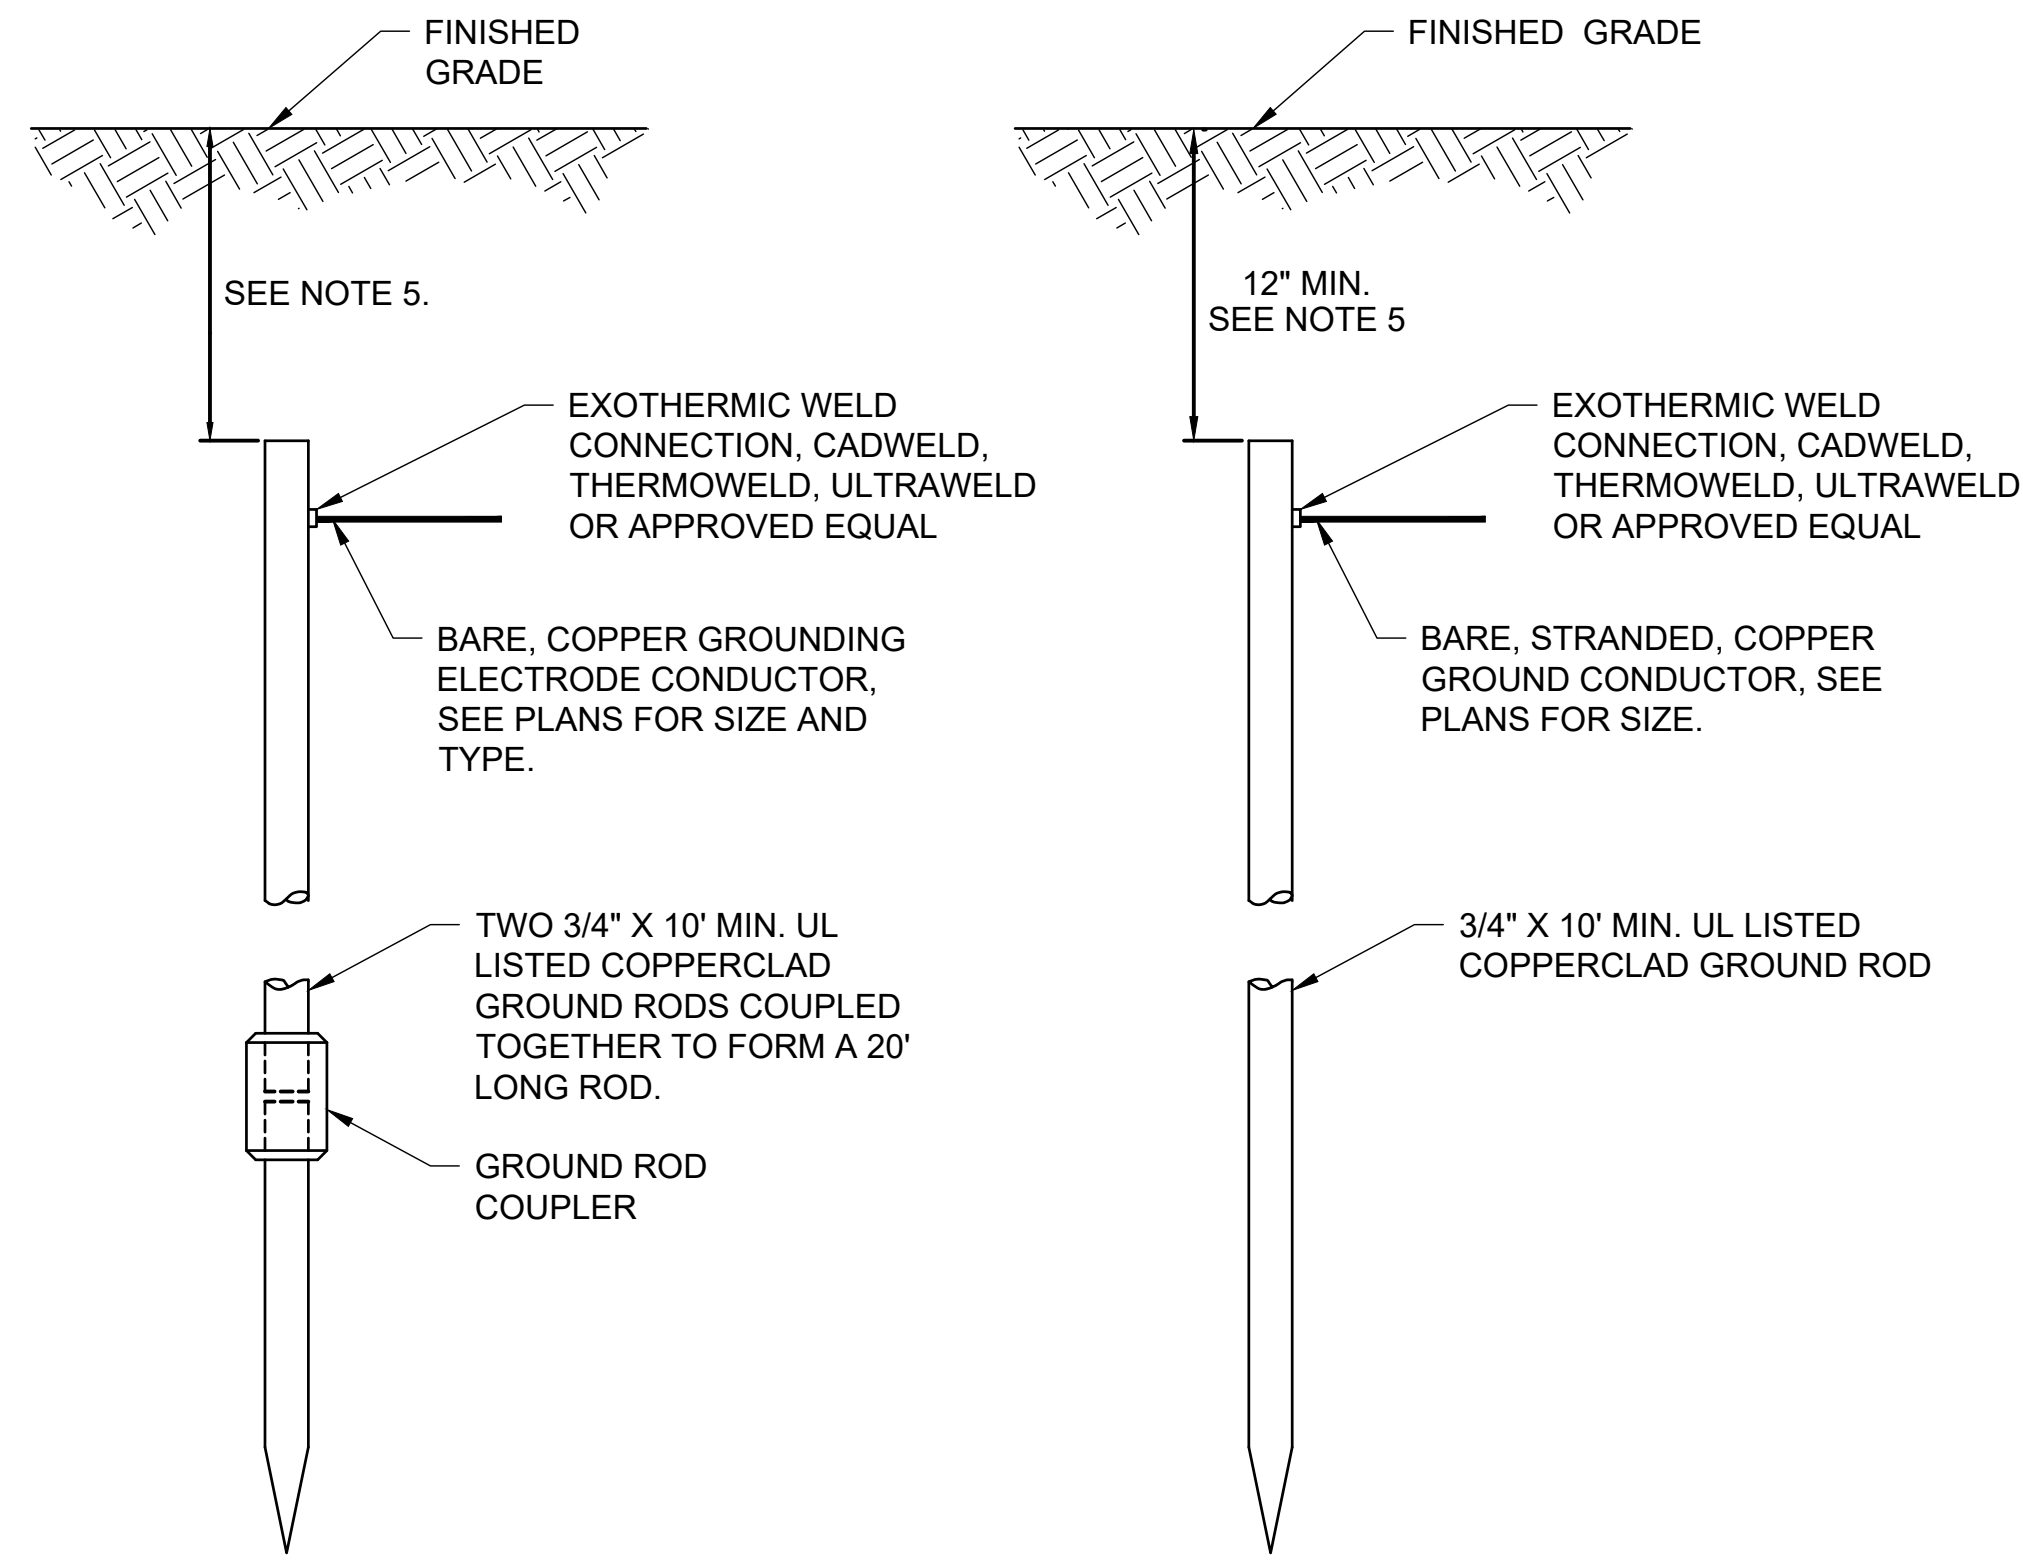 FINISHED
GRADE
SEE NOTE 5.
EXOTHERMIC WELD
CONNECTION, CADWELD,
THERMOWELD, ULTRAWELD
OR APPROVED EQUAL
BARE, COPPER GROUNDING
ELECTRODE CONDUCTOR,
SEE PLANS FOR SIZE AND
TYPE.
TWO 3/4" X 10' MIN. UL
LISTED COPPERCLAD
GROUND RODS COUPLED
TOGETHER TO FORM A 20'
LONG ROD.
GROUND ROD
COUPLER
FINISHED GRADE
12" MIN.
SEE NOTE 5
EXOTHERMIC WELD
CONNECTION, CADWELD,
THERMOWELD, ULTRAWELD
OR APPROVED EQUAL
BARE, STRANDED, COPPER
GROUND CONDUCTOR, SEE
PLANS FOR SIZE.
3/4" X 10' MIN. UL LISTED
COPPERCLAD GROUND ROD